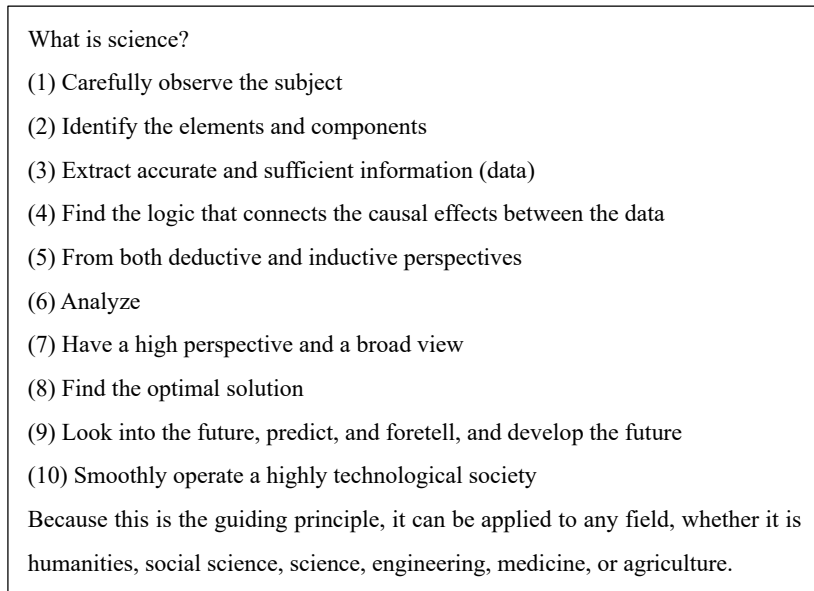 What is science?
(1) Carefully observe the subject
(2) Identify the elements and components
(3) Extract accurate and sufficient information (data)
(4) Find the logic that connects the causal effects between the data
(5) From both deductive and inductive perspectives
(6) Analyze
(7) Have a high perspective and a broad view
(8) Find the optimal solution
(9) Look into the future, predict, and foretell, and develop the future
(10) Smoothly operate a highly technological society
Because this is the guiding principle, it can be applied to any field, whether it is
humanities, social science, science, engineering, medicine, or agriculture.